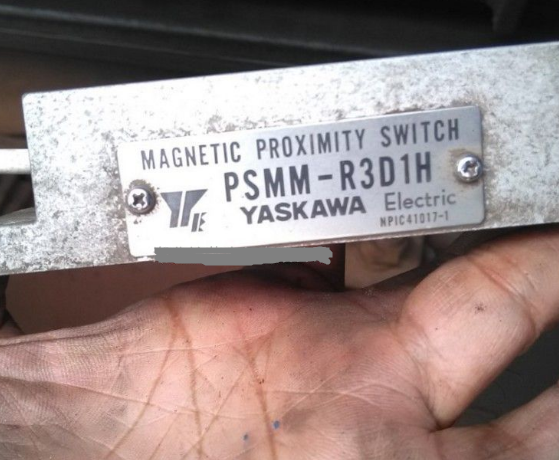 MAGNETIC PROXIMITY SWITCH
PSMM-R3D1H
YASKAWA Electric
NPIC41017-1